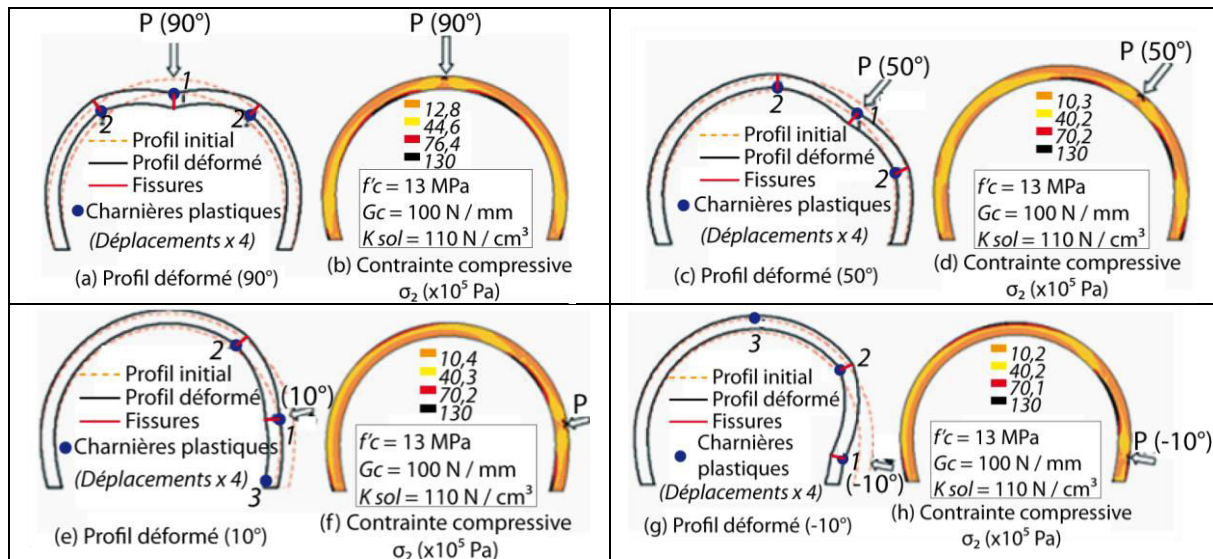 P (90°)
1
2
2
Profil initial
Profil déformé
Fissures
Charnières plastiques
(Déplacements x 4)
(a) Profil déformé (90°)
P (90°)
12,8
44,6
76,4
130
f'c = 13 MPa
Gc = 100 N / mm
K sol = 110 N / cm³
(b) Contrainte compressive
σ₂ (x10⁵ Pa)
P (50°)
2
1
2
Profil initial
Profil déformé
Fissures
Charnières plastiques
(Déplacements x 4)
(c) Profil déformé (50°)
P (50°)
10,3
40,2
70,2
130
f'c = 13 MPa
Gc = 100 N / mm
K sol = 110 N / cm³
(d) Contrainte compressive
σ₂ (x10⁵ Pa)
2
Profil initial
(10°)
Profil déformé
Fissures
1
Charnières plastiques
(Déplacements x 4)
3
(e) Profil déformé (10°)
10,4
40,3
70,2
130
P
f'c = 13 MPa
Gc = 100 N / mm
K sol = 110 N / cm³
(f) Contrainte compressive
σ₂ (x10⁵ Pa)
3
2
Profil initial
Profil déformé
Fissures
Charnières
plastiques
1
(Déplacements x 4)
(-10°)
(g) Profil déformé (-10°)
10,2
40,2
70,1
130
P (-10°)
f'c = 13 MPa
Gc = 100 N / mm
K sol = 110 N / cm³
(h) Contrainte compressive
σ₂ (x10⁵ Pa)